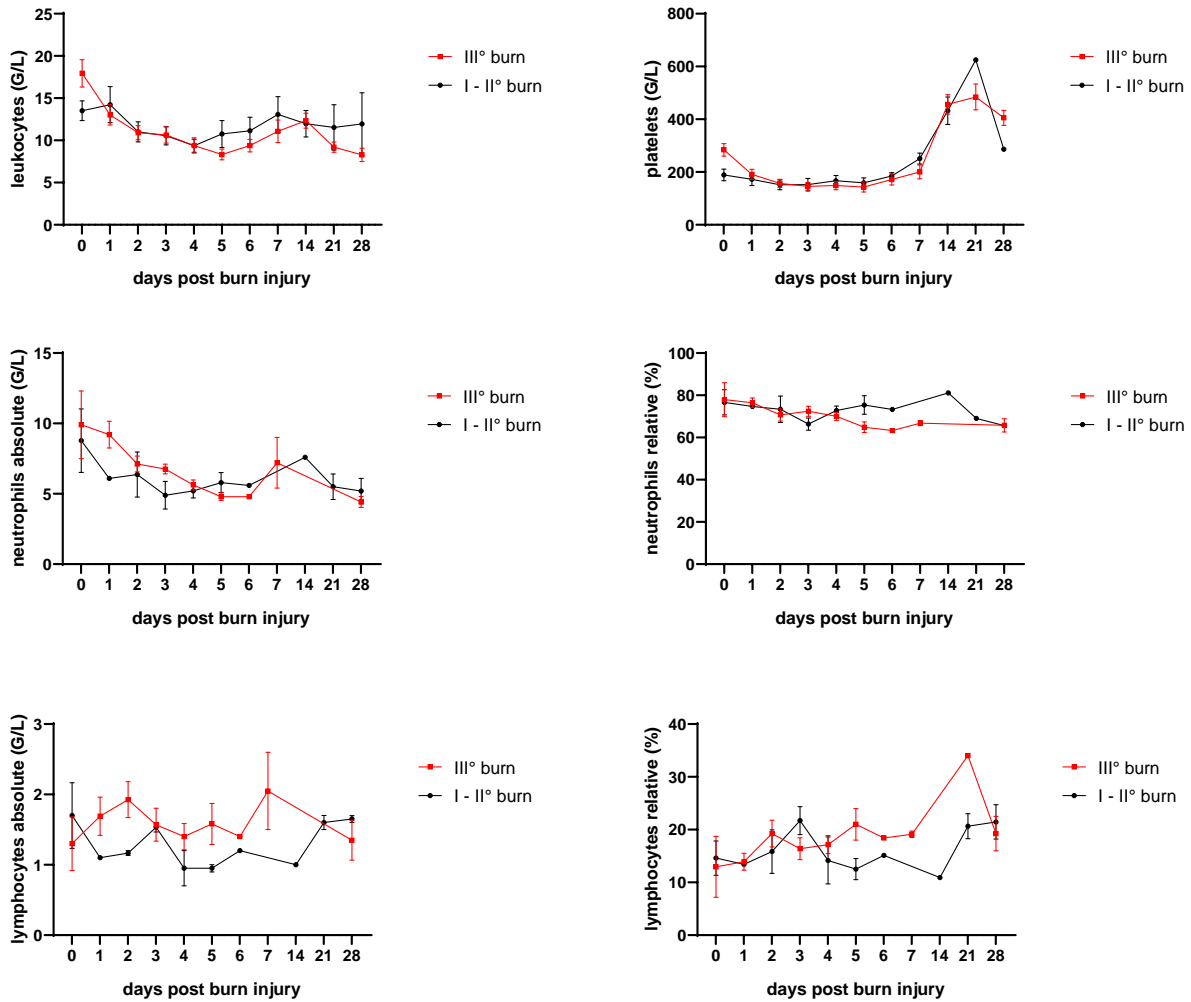 leukocytes (G/L)
25
20
15
10
5
0
0 1 2 3 4 5 6 7 14 21 28
days post burn injury
III° burn
I - II° burn
platelets (G/L)
800
600
400
200
0
0 1 2 3 4 5 6 7 14 21 28
days post burn injury
III° burn
I - II° burn
neutrophils absolute (G/L)
15
10
5
0
0 1 2 3 4 5 6 7 14 21 28
days post burn injury
III° burn
I - II° burn
neutrophils relative (%)
100
80
60
40
20
0
0 1 2 3 4 5 6 7 14 21 28
days post burn injury
III° burn
I - II° burn
lymphocytes absolute (G/L)
3
2
1
0
0 1 2 3 4 5 6 7 14 21 28
days post burn injury
III° burn
I - II° burn
lymphocytes relative (%)
40
30
20
10
0
0 1 2 3 4 5 6 7 14 21 28
days post burn injury
III° burn
I - II° burn